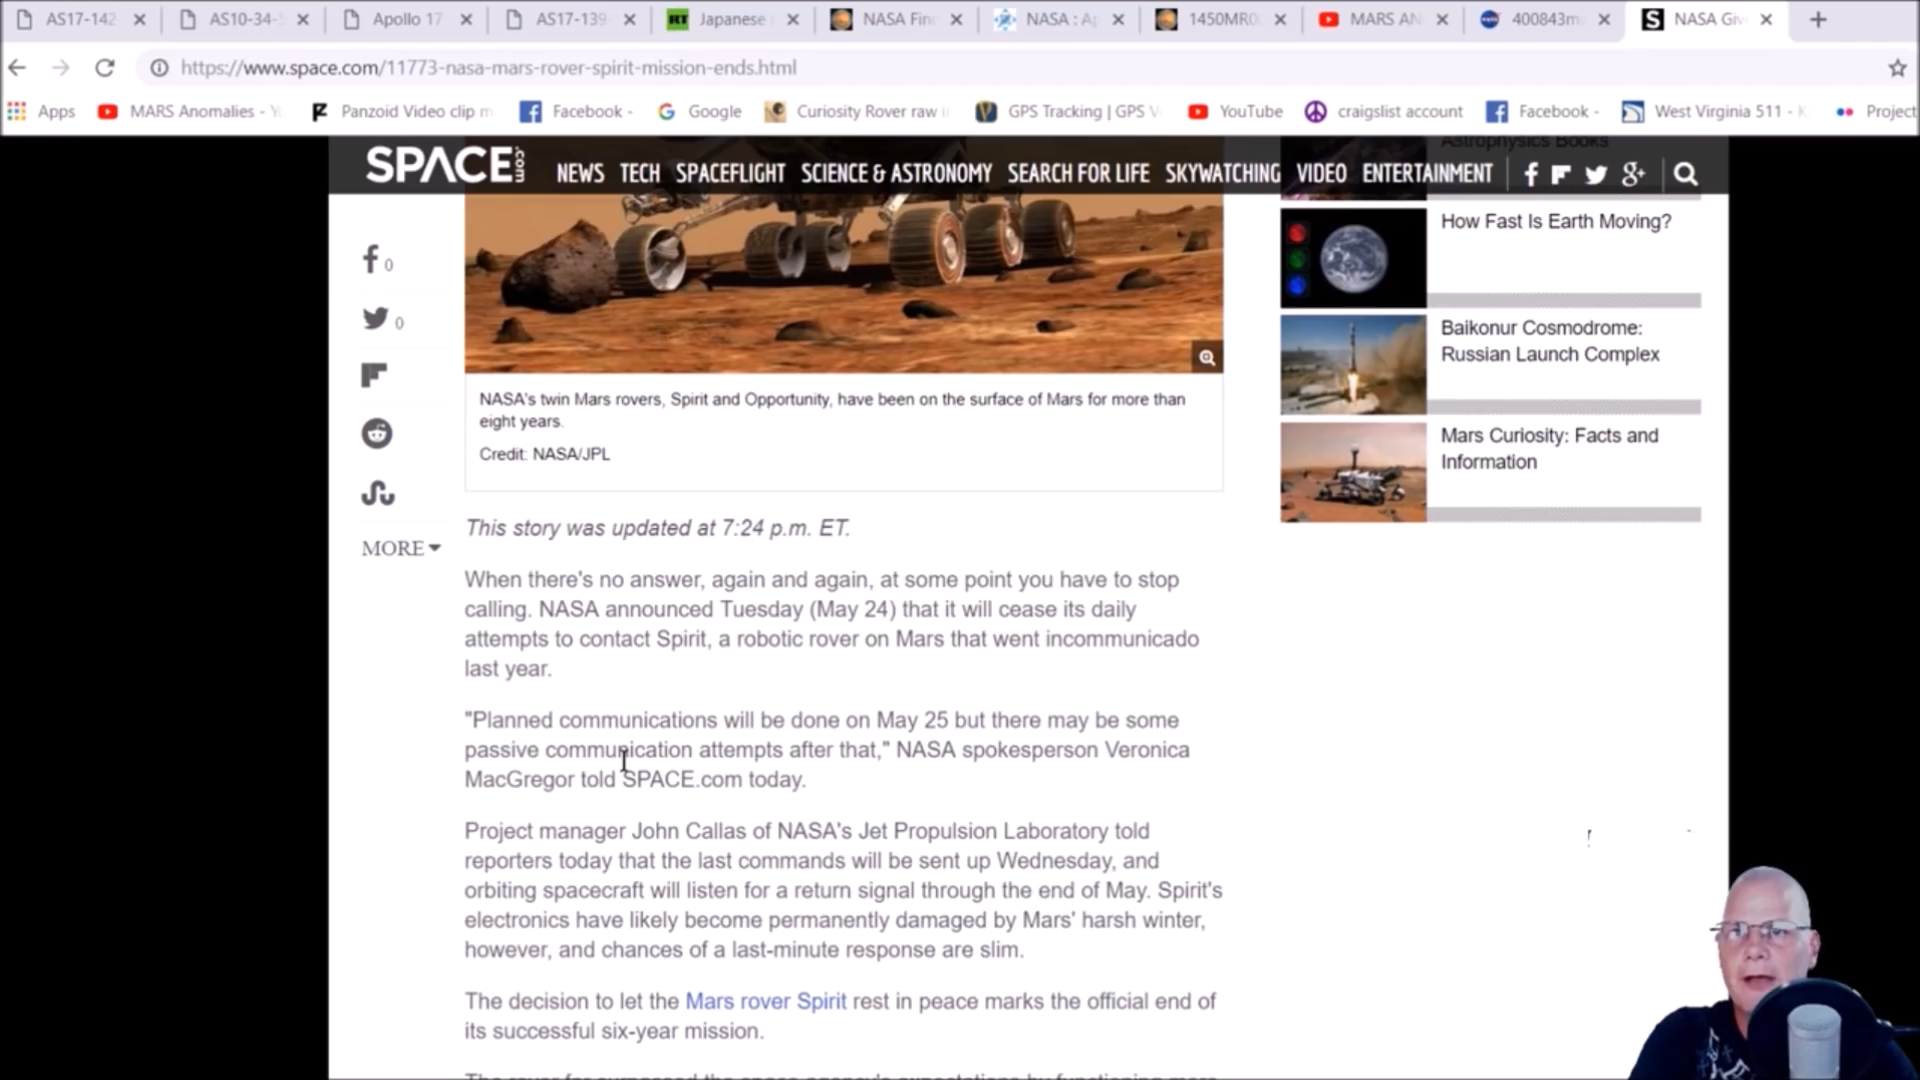 AS17-142
AS10-34-5
Apollo 17
AS17-139
RT
Japanese
NASA Fin
NASA : Ap
1450MR0
MARS AN
400843m
S
NASA Giv
https://www.space.com/11773-nasa-mars-rover-spirit-mission-ends.html
Apps
MARS Anomalies - Y
Panzoid Video clip m
Facebook -
Google
Curiosity Rover raw i
GPS Tracking | GPS V
YouTube
craigslist account
Facebook -
West Virginia 511 - K
Project
SPACE.com
NEWS TECH SPACEFLIGHT SCIENCE & ASTRONOMY SEARCH FOR LIFE SKYWATCHING VIDEO ENTERTAINMENT
Astrophysics Books
0
0
MORE
NASA's twin Mars rovers, Spirit and Opportunity, have been on the surface of Mars for more than
eight years.
Credit: NASA/JPL
This story was updated at 7:24 p.m. ET.
When there's no answer, again and again, at some point you have to stop
calling. NASA announced Tuesday (May 24) that it will cease its daily
attempts to contact Spirit, a robotic rover on Mars that went incommunicado
last year.
"Planned communications will be done on May 25 but there may be some
passive communication attempts after that," NASA spokesperson Veronica
MacGregor told SPACE.com today.
Project manager John Callas of NASA's Jet Propulsion Laboratory told
reporters today that the last commands will be sent up Wednesday, and
orbiting spacecraft will listen for a return signal through the end of May. Spirit's
electronics have likely become permanently damaged by Mars' harsh winter,
however, and chances of a last-minute response are slim.
The decision to let the Mars rover Spirit rest in peace marks the official end of
its successful six-year mission.
How Fast Is Earth Moving?
Baikonur Cosmodrome:
Russian Launch Complex
Mars Curiosity: Facts and
Information